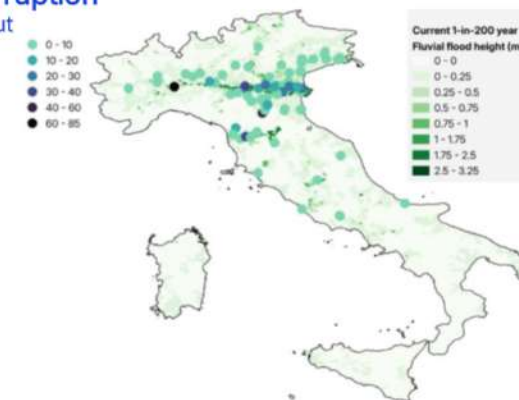 ruption
ut
0 - 10
10 - 20
20 - 30
30 - 40
40 - 60
60 - 85
Current 1-in-200 year
Fluvial flood height (m
0 - 0
0 - 0.25
0.25 - 0.5
0.5 - 0.75
0.75 - 1
1 - 1.75
1.75 - 2.5
2.5 - 3.25